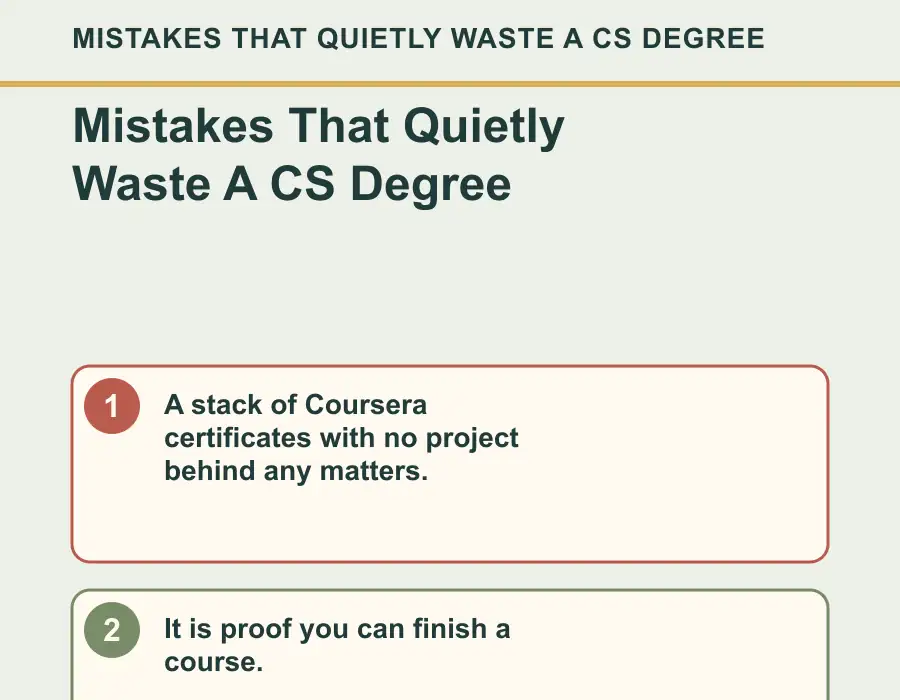 MISTAKES THAT QUIETLY WASTE A CS DEGREE
Mistakes That Quietly
Waste A CS Degree
1
A stack of Coursera
certificates with no project
behind any matters.
2
It is proof you can finish a
course.